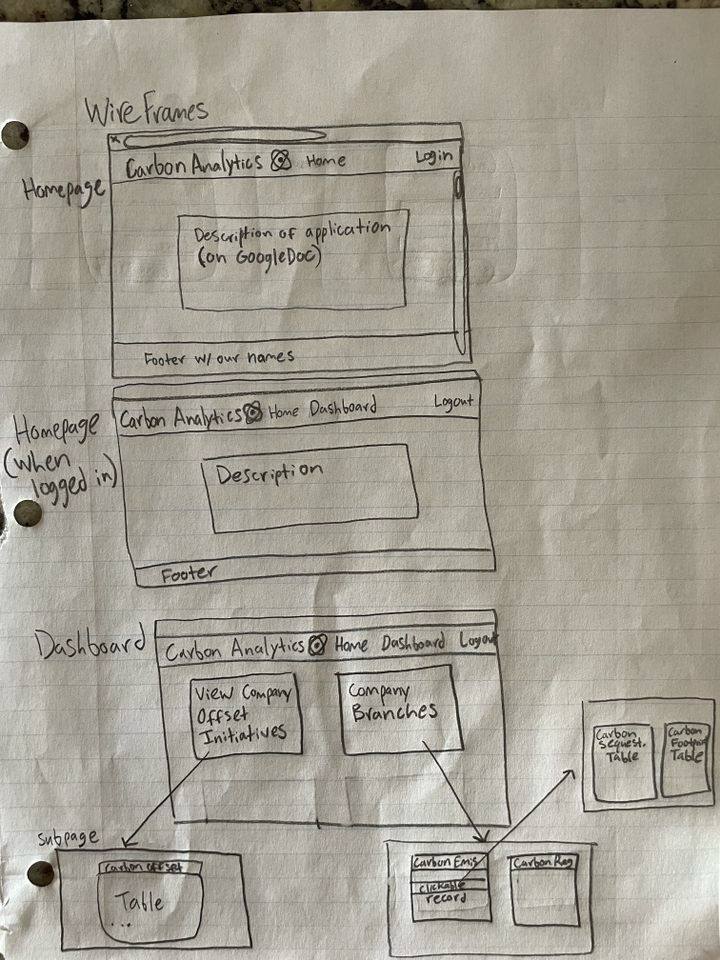 Wire Frames
Homepage
x
Carbon Analytics Home Login
Description of application
(on GoogleDoc)
Footer w/ our names
Homepage
(when
logged in)
Carbon Analytics Home Dashboard Logout
Description
Footer
Dashboard
Carbon Analytics Home Dashboard Logout
View Company
Offset
Initiatives
Company
Branches
Carbon
Sequest.
Table
Carbon
Footprint
Table
subpage
Carbon offset
Table
...
Carbon Emis
clickable
record
Carbon Reg